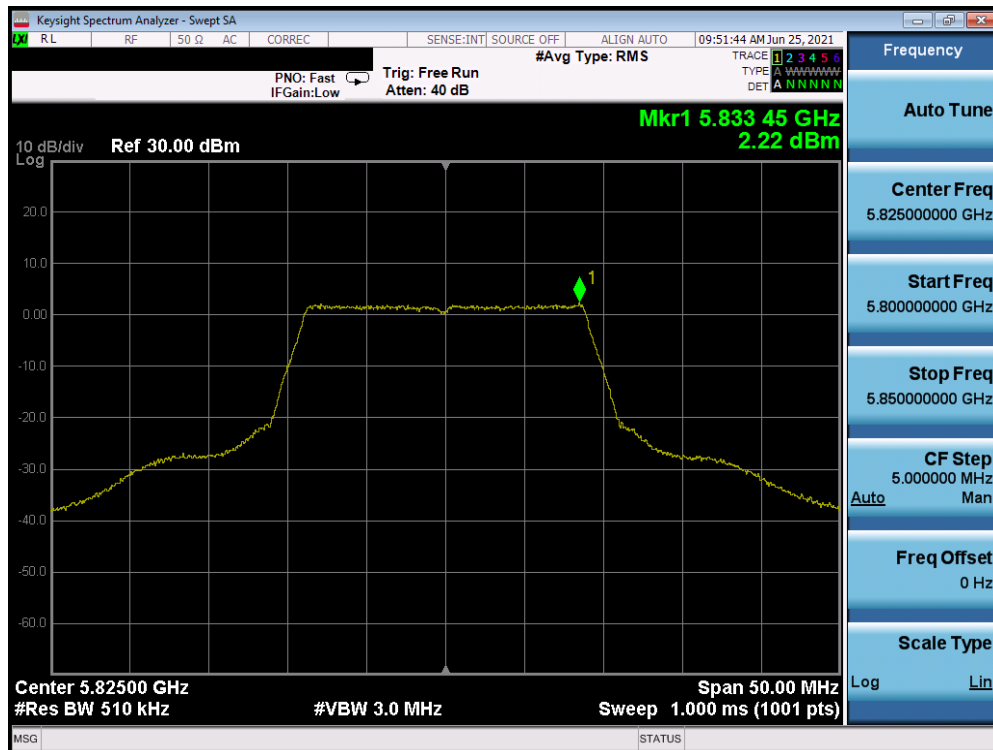 Keysight Spectrum Analyzer - Swept SA
LXI RL RF 50 Ω AC CORREC SENSE:INT SOURCE OFF ALIGN AUTO 09:51:44 AM Jun 25, 2021
#Avg Type: RMS
TRACE 1 2 3 4 5 6
PNO: Fast Trig: Free Run TYPE A WWWWW
IFGain:Low Atten: 40 dB DET A N N N N N
Mkr1 5.833 45 GHz
2.22 dBm
10 dB/div Ref 30.00 dBm
Log
20.0
10.0
1
0.00
-10.0
-20.0
-30.0
-40.0
-50.0
-60.0
Center 5.82500 GHz Span 50.00 MHz
#Res BW 510 kHz #VBW 3.0 MHz Sweep 1.000 ms (1001 pts)
MSG STATUS
Frequency
Auto Tune
Center Freq
5.825000000 GHz
Start Freq
5.800000000 GHz
Stop Freq
5.850000000 GHz
CF Step
5.000000 MHz
Auto Man
Freq Offset
0 Hz
Scale Type
Log Lin